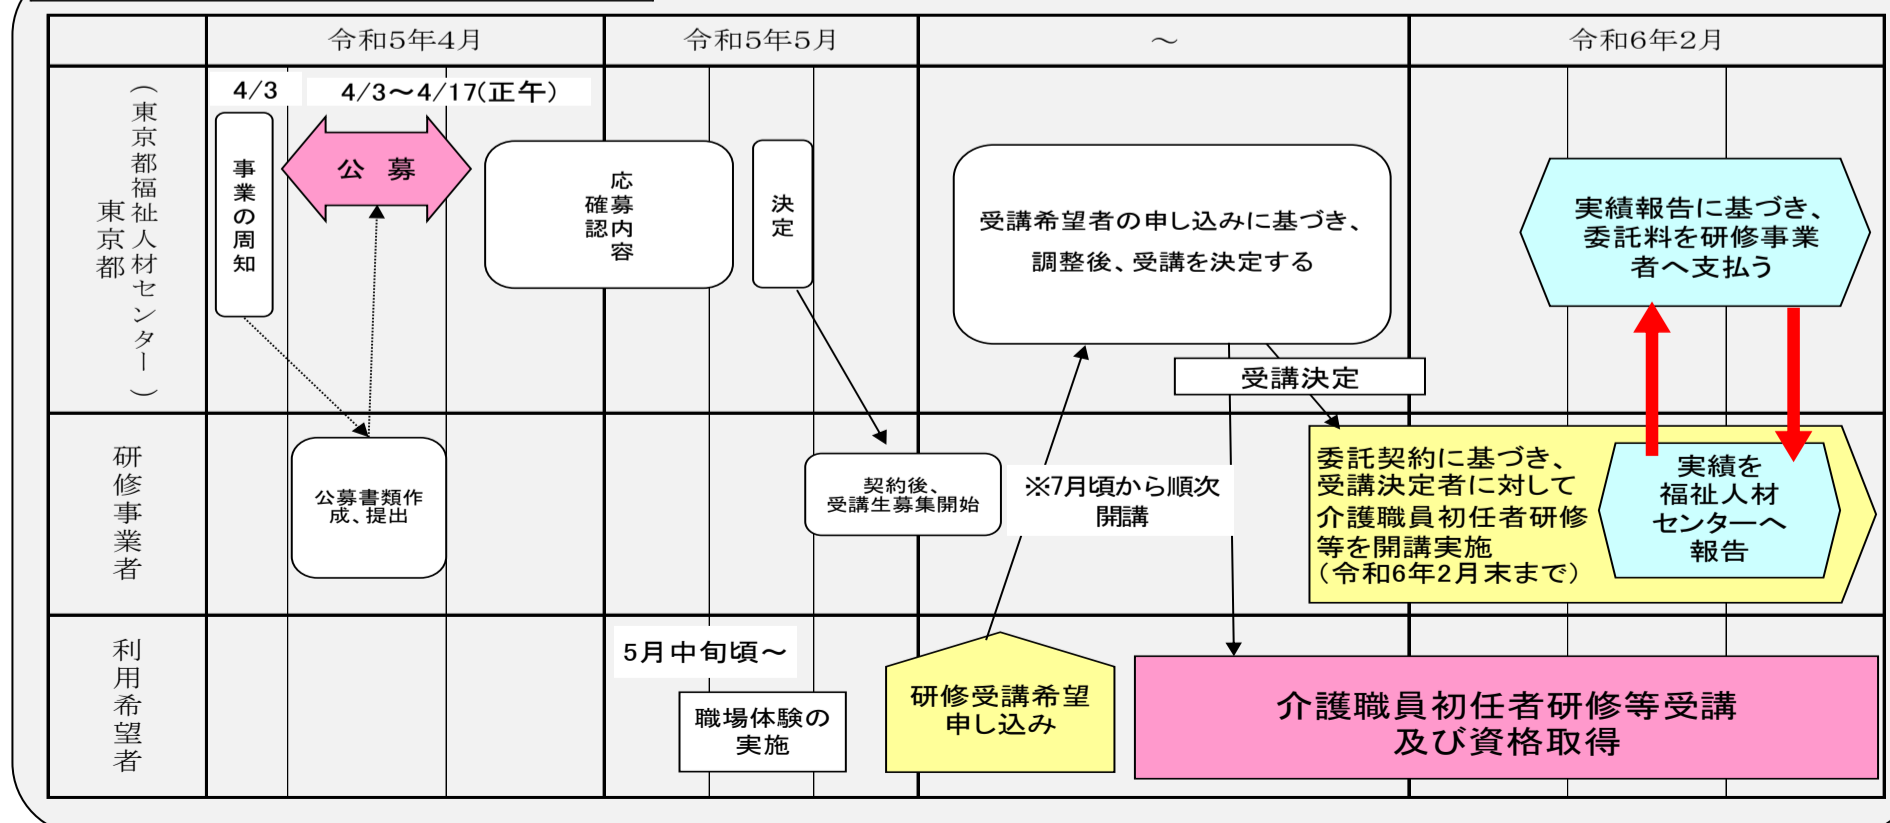 令和5年4月
令和5年5月
～
令和6年2月
東京都
（東京都福祉人材センター）
4/3
4/3～4/17(正午)
事業の周知
公　募
応募内容
確認
決定
受講希望者の申し込みに基づき、
調整後、受講を決定する
実績報告に基づき、
委託料を研修事業
者へ支払う
受講決定
研修事業者
公募書類作
成、提出
契約後、
受講生募集開始
※7月頃から順次
開講
委託契約に基づき、
受講決定者に対して
介護職員初任者研修
等を開講実施
（令和6年2月末まで）
実績を
福祉人材
センターへ
報告
利用希望者
5月中旬頃～
職場体験の
実施
研修受講希望
申し込み
介護職員初任者研修等受講
及び資格取得